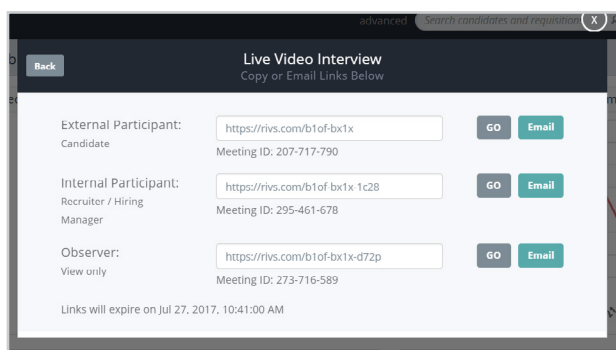 advanced Search candidates and requisition X
Back
Live Video Interview
Copy or Email Links Below
External Participant:
Candidate
https://rivs.com/b1of-bx1x
GO Email
Meeting ID: 207-717-790
Internal Participant:
Recruiter / Hiring
Manager
https://rivs.com/b1of-bx1x-1c28
GO Email
Meeting ID: 295-461-678
Observer:
View only
https://rivs.com/b1of-bx1x-d72p
GO Email
Meeting ID: 273-716-589
Links will expire on Jul 27, 2017, 10:41:00 AM